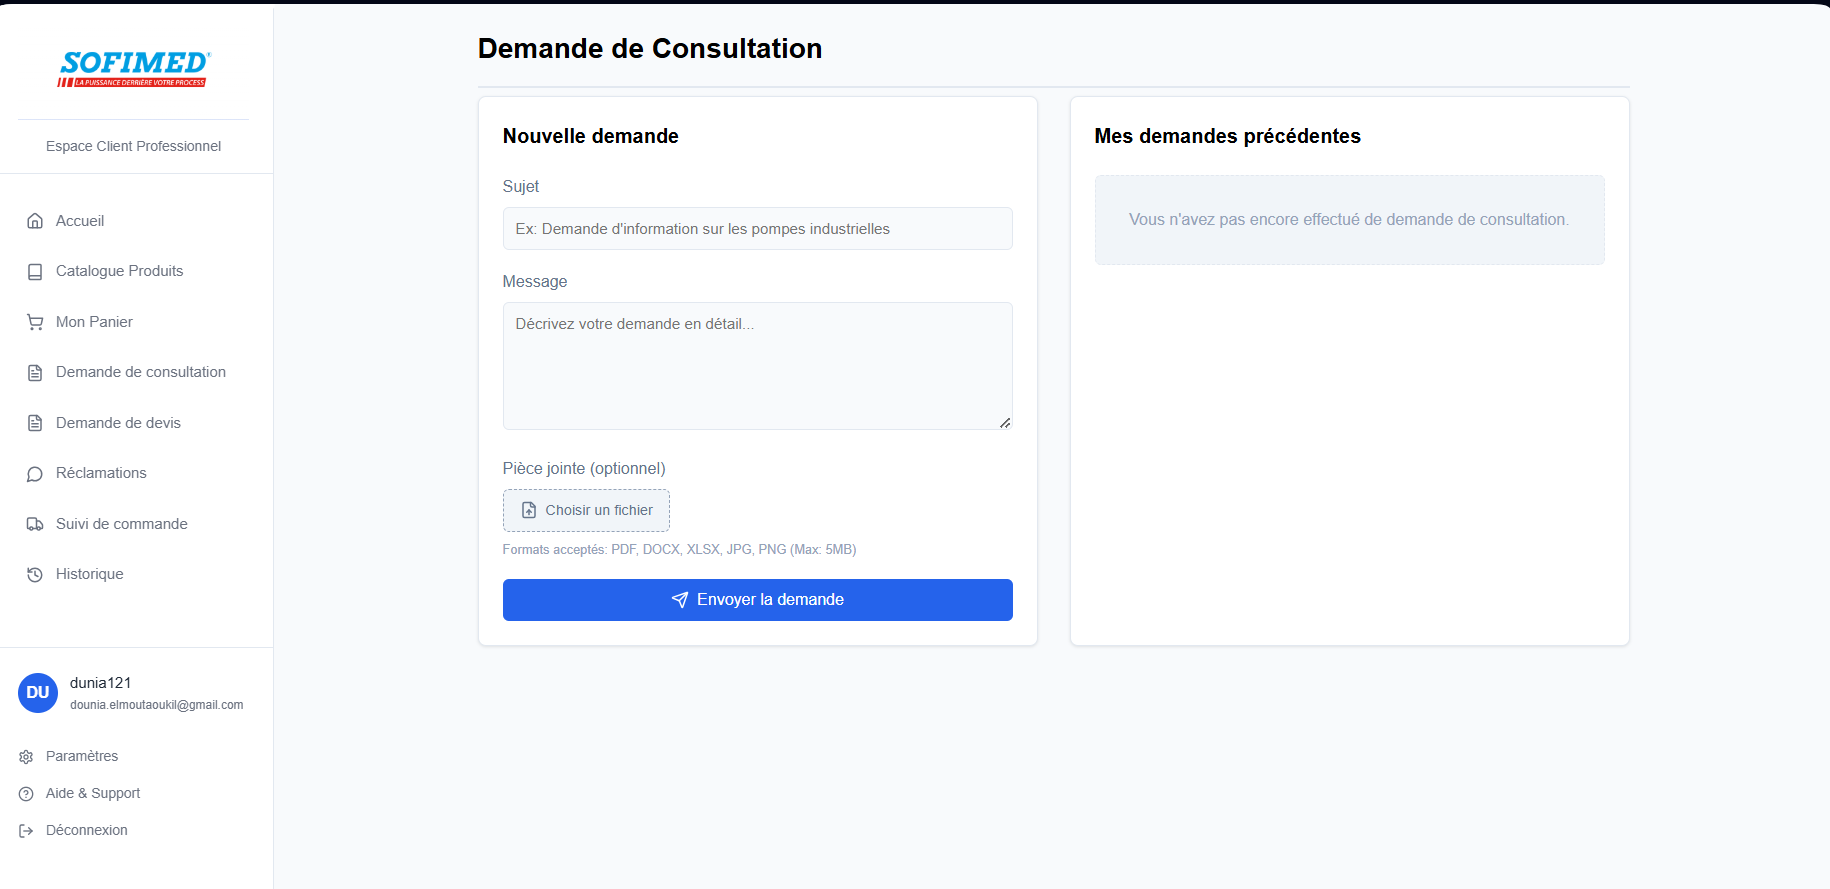 SOFIMED
LA PUISSANCE DERRIÈRE VOTRE PROCESS
Espace Client Professionnel
Accueil
Catalogue Produits
Mon Panier
Demande de consultation
Demande de devis
Réclamations
Suivi de commande
Historique
DU
dunia121
dounia.elmoutaoukil@gmail.com
Paramètres
Aide & Support
Déconnexion
Demande de Consultation
Nouvelle demande
Sujet
Ex: Demande d'information sur les pompes industrielles
Message
Décrivez votre demande en détail...
Pièce jointe (optionnel)
Choisir un fichier
Formats acceptés: PDF, DOCX, XLSX, JPG, PNG (Max: 5MB)
Envoyer la demande
Mes demandes précédentes
Vous n'avez pas encore effectué de demande de consultation.